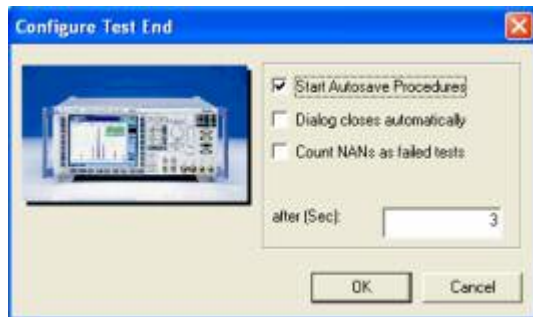 Configure Test End
Start Autosave Procedures
Dialog closes automatically
Count NANs as failed tests
after (Sec):
3
OK
Cancel